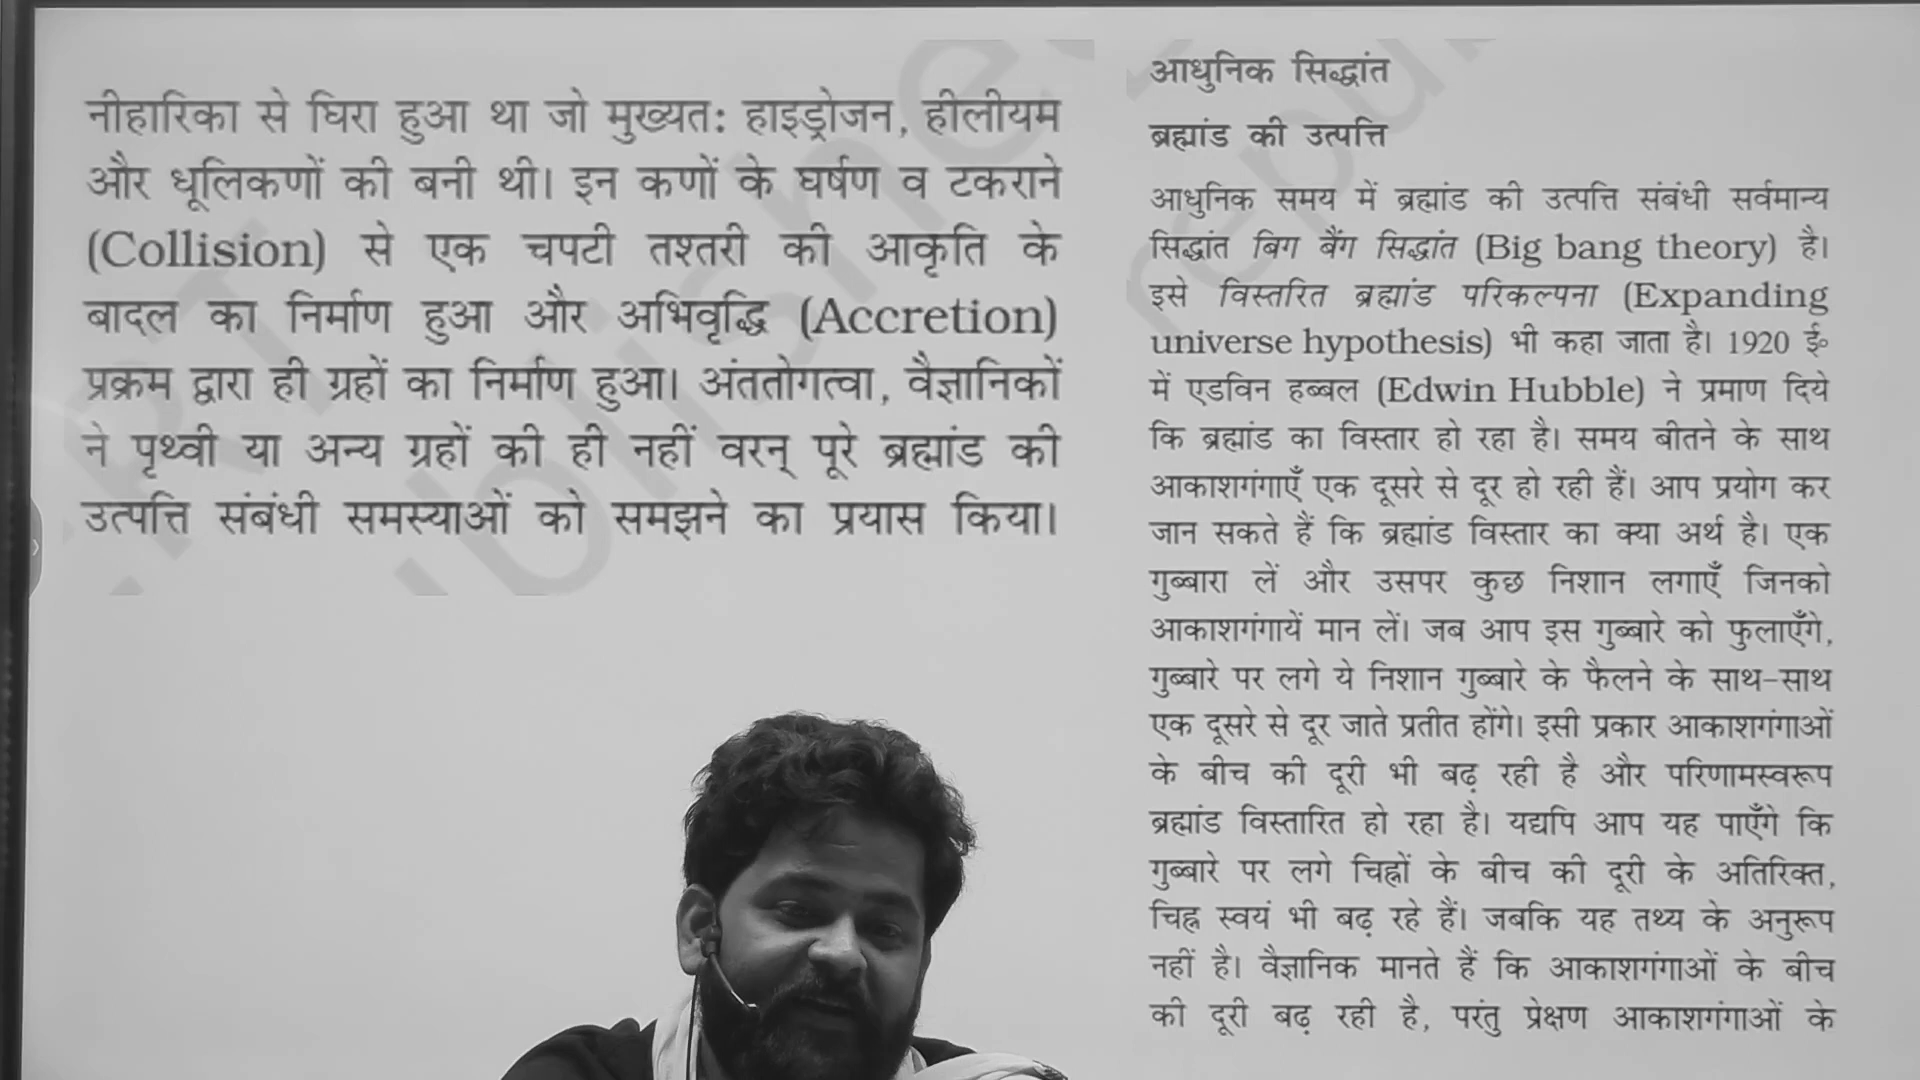 नीहारिका से घिरा हुआ था जो मुख्यतः हाइड्रोजन, हीलीयम
और धूलिकणों की बनी थी। इन कणों के घर्षण व टकराने
(Collision) से एक चपटी तश्तरी की आकृति के
बादल का निर्माण हुआ और अभिवृद्धि (Accretion)
प्रक्रम द्वारा ही ग्रहों का निर्माण हुआ। अंततोगत्वा, वैज्ञानिकों
ने पृथ्वी या अन्य ग्रहों की ही नहीं वरन् पूरे ब्रह्मांड की
उत्पत्ति संबंधी समस्याओं को समझने का प्रयास किया।
आधुनिक सिद्धांत
ब्रह्मांड की उत्पत्ति
आधुनिक समय में ब्रह्मांड की उत्पत्ति संबंधी सर्वमान्य
सिद्धांत बिग बैंग सिद्धांत (Big bang theory) है।
इसे विस्तरित ब्रह्मांड परिकल्पना (Expanding
universe hypothesis) भी कहा जाता है। 1920 ई॰
में एडविन हब्बल (Edwin Hubble) ने प्रमाण दिये
कि ब्रह्मांड का विस्तार हो रहा है। समय बीतने के साथ
आकाशगंगाएँ एक दूसरे से दूर हो रही हैं। आप प्रयोग कर
जान सकते हैं कि ब्रह्मांड विस्तार का क्या अर्थ है। एक
गुब्बारा लें और उसपर कुछ निशान लगाएँ जिनको
आकाशगंगायें मान लें। जब आप इस गुब्बारे को फुलाएँगे,
गुब्बारे पर लगे ये निशान गुब्बारे के फैलने के साथ-साथ
एक दूसरे से दूर जाते प्रतीत होंगे। इसी प्रकार आकाशगंगाओं
के बीच की दूरी भी बढ़ रही है और परिणामस्वरूप
ब्रह्मांड विस्तारित हो रहा है। यद्यपि आप यह पाएँगे कि
गुब्बारे पर लगे चिह्नों के बीच की दूरी के अतिरिक्त,
चिह्न स्वयं भी बढ़ रहे हैं। जबकि यह तथ्य के अनुरूप
नहीं है। वैज्ञानिक मानते हैं कि आकाशगंगाओं के बीच
की दूरी बढ़ रही है, परंतु प्रेक्षण आकाशगंगाओं के